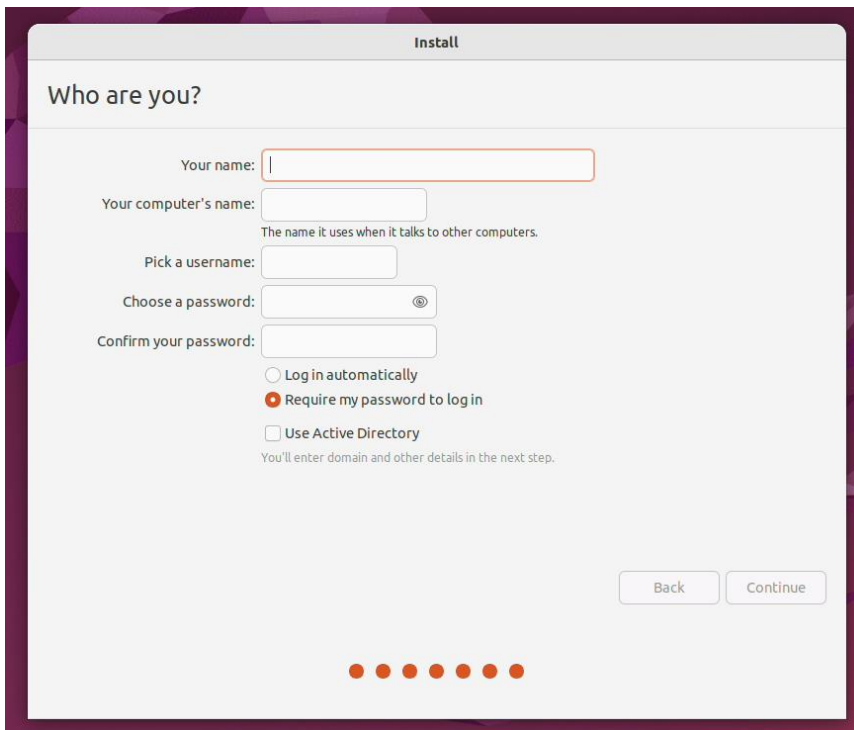 Install
Who are you?
Your name:
Your computer's name:
The name it uses when it talks to other computers.
Pick a username:
Choose a password:
Confirm your password:
Log in automatically
Require my password to log in
Use Active Directory
You'll enter domain and other details in the next step.
Back Continue